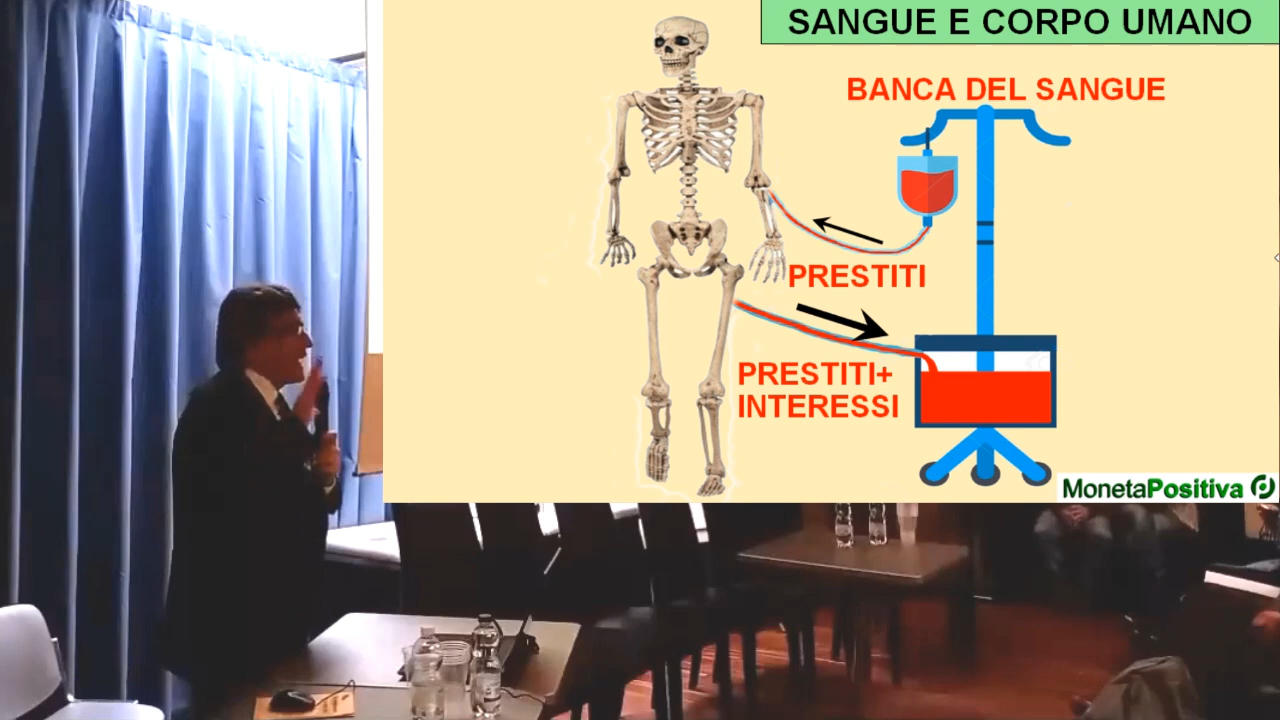 SANGUE E CORPO UMANO
BANCA DEL SANGUE
PRESTITI
PRESTITI+
INTERESSI
MonetaPositiva